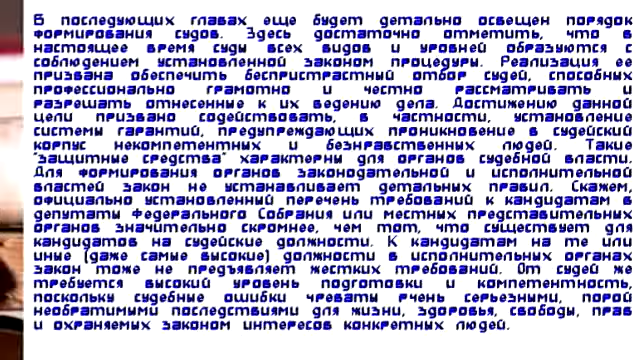 В последующих главах еще будет детально освещен порядок
формирования судов. Здесь достаточно отметить, что в
настоящее время суды всех видов и уровней образуются с
соблюдением установленной законом процедуры. Реализация ее
призвана обеспечить беспристрастный отбор судей, способных
профессионально грамотно и честно рассматривать и
разрешать отнесенные к их ведению дела. Достижению данной
цели призвано содействовать, в частности, установление
системы гарантий, предупреждающих проникновение в судейский
корпус некомпетентных и безнравственных людей. Такие
"защитные средства" характерны для органов судебной власти.
Для формирования органов законодательной и исполнительной
властей закон не устанавливает детальных правил. Скажем,
официально установленный перечень требований к кандидатам в
депутаты Федерального Собрания или местных представительных
органов значительно скромнее, чем тот, что существует для
кандидатов на судейские должности. К кандидатам на те или
иные (даже самые высокие) должности в исполнительных органах
закон тоже не предъявляет жестких требований. От судей же
требуется высокий уровень подготовки и компетентность,
поскольку судебные ошибки чреваты рчень серьезными, порой
необратимыми последствиями для жизни, здоровья, свободы, прав
и охраняемых законом интересов конкретных людей.